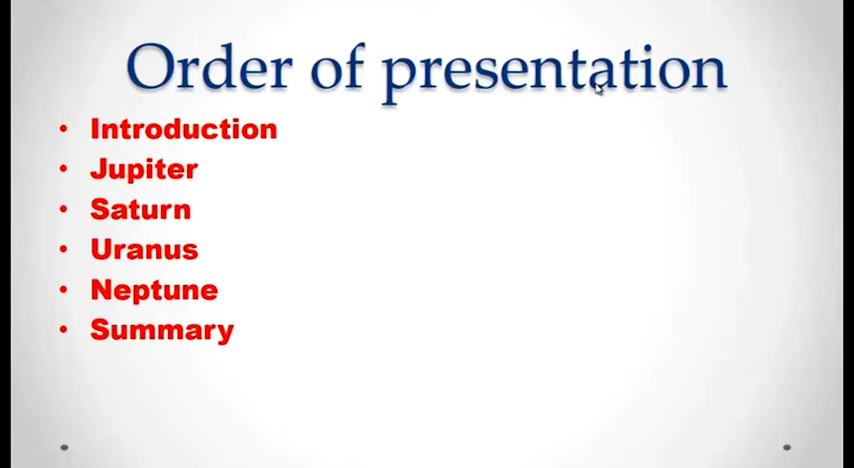 Order of presentation
• Introduction
• Jupiter
• Saturn
• Uranus
• Neptune
• Summary